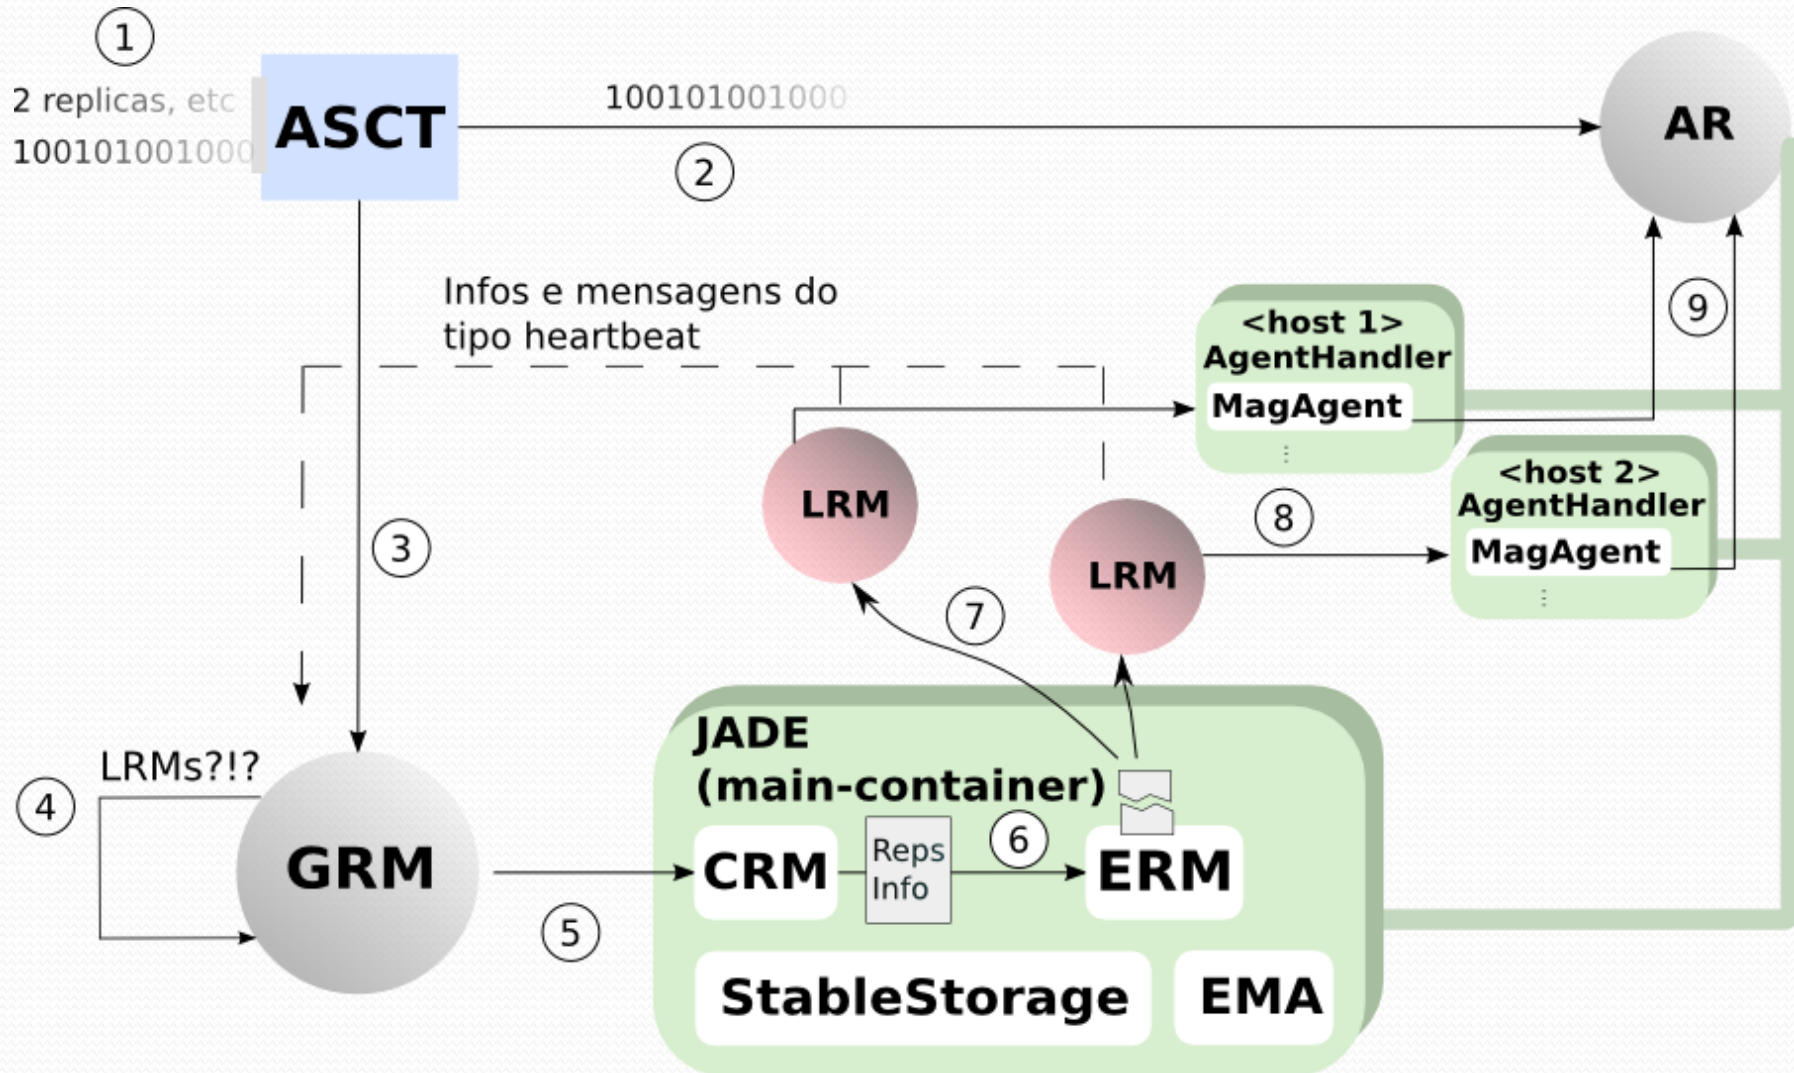 1
2 replicas, etc
100101001000
ASCT
100101001000
2
AR
Infos e mensagens do
tipo heartbeat
9
<host 1>
AgentHandler
MagAgent
...
<host 2>
AgentHandler
MagAgent
...
LRM
8
LRM
3
7
JADE
(main-container)
LRMs?!?
4
GRM
5
CRM
Reps
Info
6
ERM
StableStorage
EMA